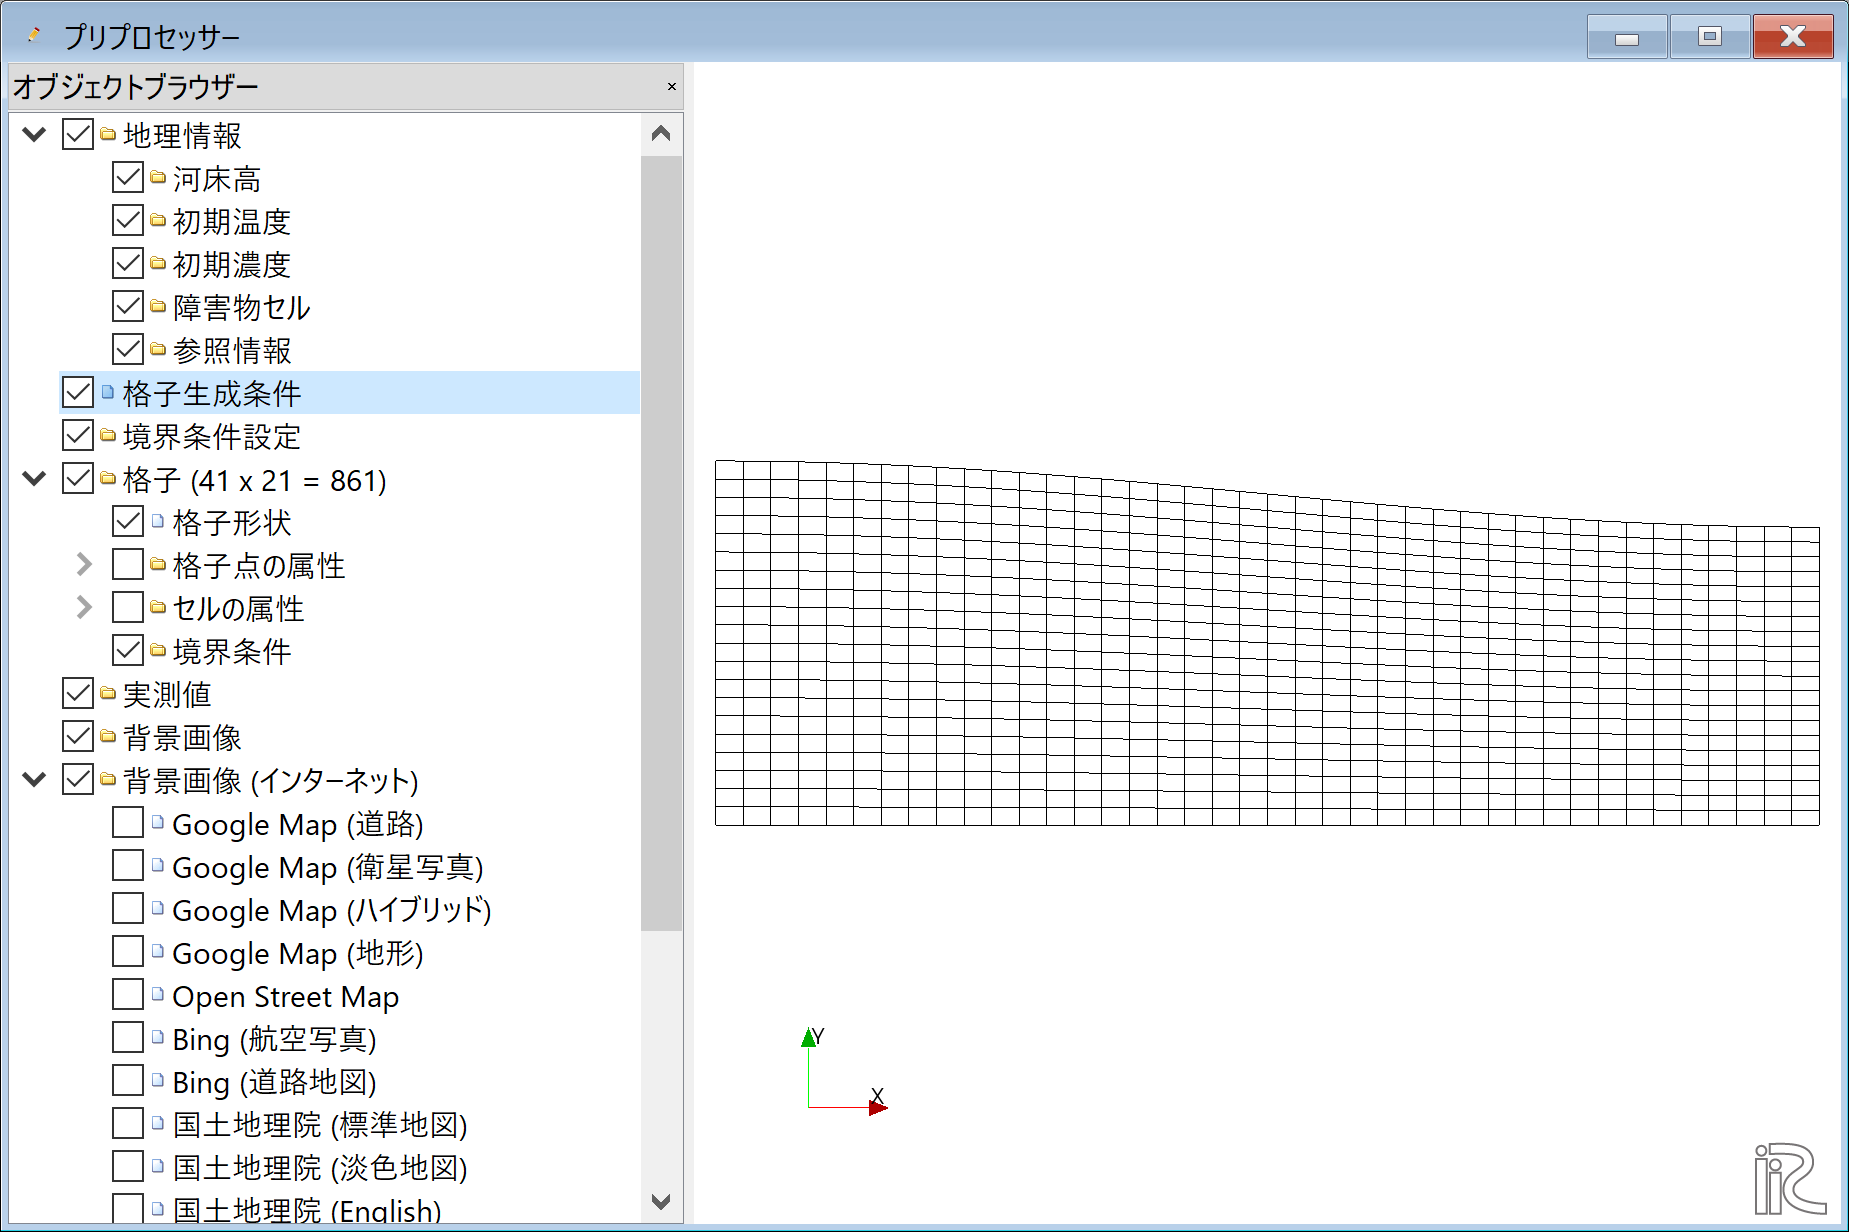 プリプロセッサー
オブジェクトブラウザー
地理情報
河床高
初期温度
初期濃度
障害物セル
参照情報
格子生成条件
境界条件設定
格子 (41 x 21 = 861)
格子形状
格子点の属性
セルの属性
境界条件
実測値
背景画像
背景画像 (インターネット)
Google Map (道路)
Google Map (衛星写真)
Google Map (ハイブリッド)
Google Map (地形)
Open Street Map
Bing (航空写真)
Bing (道路地図)
国土地理院 (標準地図)
国土地理院 (淡色地図)
国土地理院 (English)
Y
X
iRIC